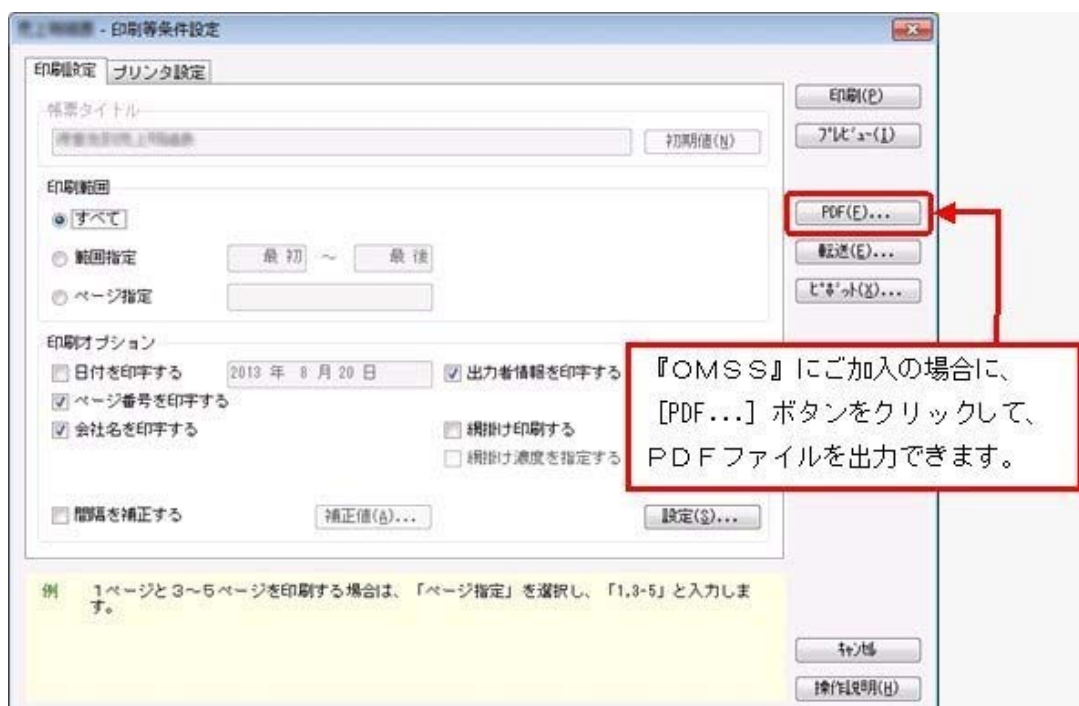 - 印刷等条件設定
印刷設定 プリンタ設定
印刷(P)
帳票タイトル
初期値(N)
ﾌﾟﾚﾋﾞｭｰ(I)
印刷範囲
すべて
PDF(F)...
範囲指定 最 初 ～ 最 後
転送(E)...
ページ指定
ﾋﾟﾎﾞｯﾄ(X)...
印刷オプション
日付を印字する 2013 年 8 月 20 日 出力者情報を印字する
ページ番号を印字する
会社名を印字する 網掛け印刷する
網掛け濃度を指定する
『ＯＭＳＳ』にご加入の場合に、
[PDF...] ボタンをクリックして、
ＰＤＦファイルを出力できます。
間隔を補正する 補正値(A)... 設定(S)...
例 1ページと3～5ページを印刷する場合は、「ページ指定」を選択し、「1,3-5」と入力しま
す。
ｷｬﾝｾﾙ
操作説明(H)